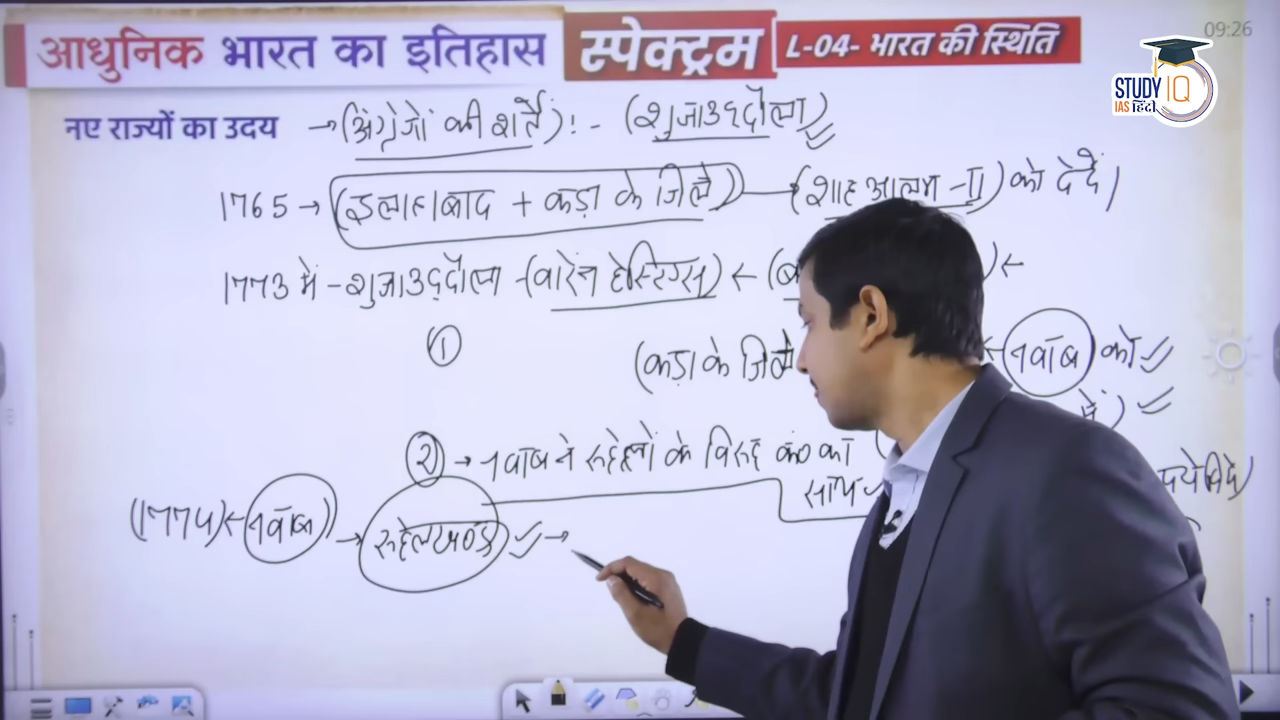 आधुनिक भारत का इतिहास स्पेक्ट्रम L-04- भारत की स्थिति
09:26
STUDY IQ
IAS हिंदी
नए राज्यों का उदय → (अंग्रेजों की शर्तें) :- (शुजाउद्दौला)
1765 → (इलाहाबाद + कड़ा के जिले) → (शाह आलम-II) को दे दें।
1773 में - शुजाउद्दौला - (वारेन हेस्टिंग्स) ← ( ) ←
①
(कड़ा के जिले ← नवाब को
में)
② → नवाब ने रुहेलों के विरुद्ध कं० का
साथ
(1774) ← नवाब) → रुहेलखण्ड →